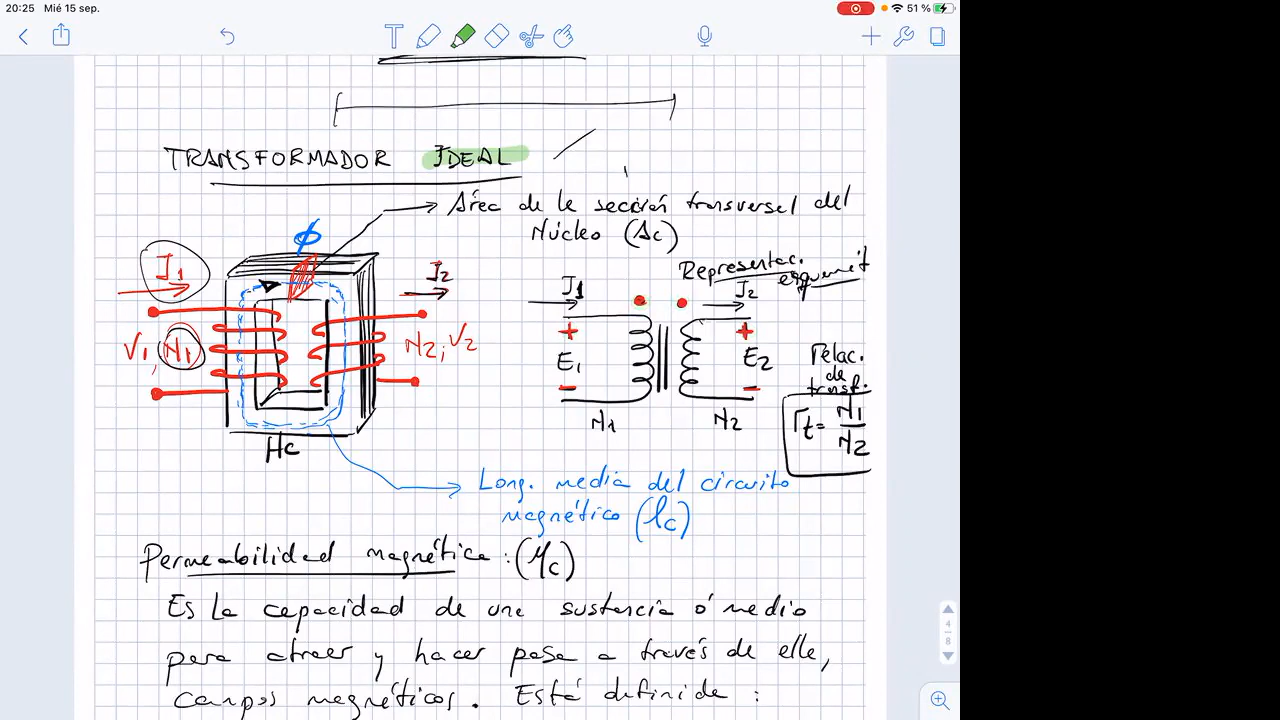 20:25 Mié 15 sep.
51 %
TRANSFORMADOR IDEAL
Área de la sección transversal del
Núcleo (Ac)
ϕ
I1
I2
V1, N1
N2, V2
Hc
Representac.
esquemát
I1
I2
+
+
E1
E2
-
-
N1
N2
Relac.
de
transf.
rt = N1/N2
Long. media del circuito
magnético (lc)
Permeabilidad magnética: (μc)
Es La capacidad de una sustancia ó medio
para atraer y hacer pasa a través de ella,
campos magnéticos. Está definida :
4
8